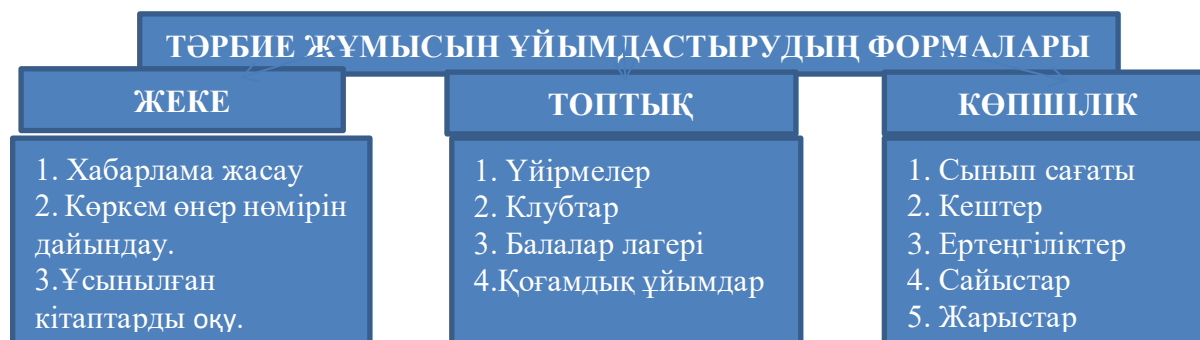 ТӘРБИЕ ЖҰМЫСЫН ҰЙЫМДАСТЫРУДЫҢ ФОРМАЛАРЫ
ЖЕКЕ
1. Хабарлама жасау
2. Көркем өнер нөмірін
дайындау.
3.Ұсынылған
кітаптарды оқу.
ТОПТЫҚ
1. Үйірмелер
2. Клубтар
3. Балалар лагері
4.Қоғамдық ұйымдар
КӨПШІЛІК
1. Сынып сағаты
2. Кештер
3. Ертеңгіліктер
4. Сайыстар
5. Жарыстар